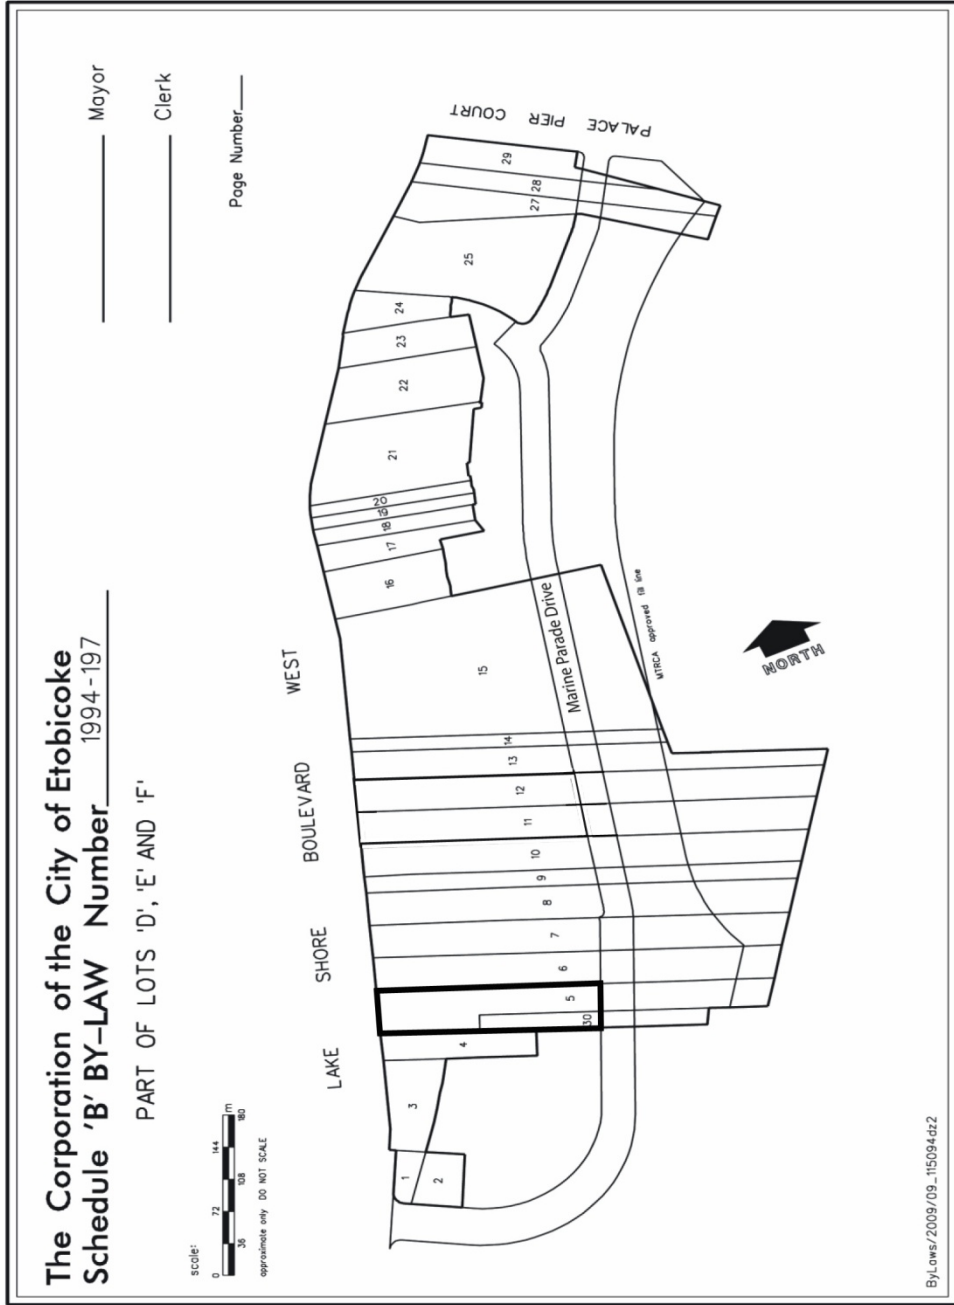 The Corporation of the City of Etobicoke
Schedule 'B' BY-LAW Number 1994-197
PART OF LOTS 'D', 'E' AND 'F'
Mayor
Clerk
Page Number
scale:
0 36 72 108 144 180 m
approximate only DO NOT SCALE
LAKE SHORE BOULEVARD WEST
PALACE PIER COURT
1
2
3
4
30
5
6
7
8
9
10
11
12
13
14
15
16
17
18
19
20
21
22
23
24
25
27
28
29
Marine Parade Drive
MTRCA approved fill line
NORTH
ByLaws/2009/09_115094dz2